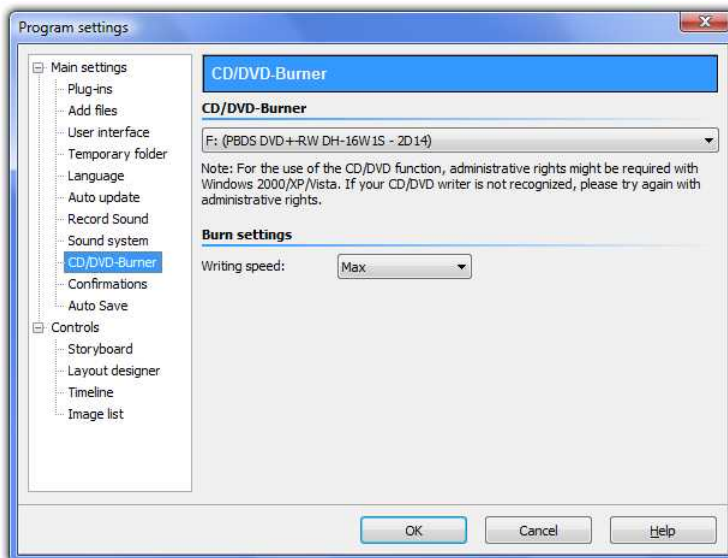 Program settings
Main settings
Plug-ins
Add files
User interface
Temporary folder
Language
Auto update
Record Sound
Sound system
CD/DVD-Burner
Confirmations
Auto Save
Controls
Storyboard
Layout designer
Timeline
Image list
CD/DVD-Burner
CD/DVD-Burner
F: (PBDS DVD+-RW DH-16W1S - 2D14)
Note: For the use of the CD/DVD function, administrative rights might be required with
Windows 2000/XP/Vista. If your CD/DVD writer is not recognized, please try again with
administrative rights.
Burn settings
Writing speed: Max
OK Cancel Help